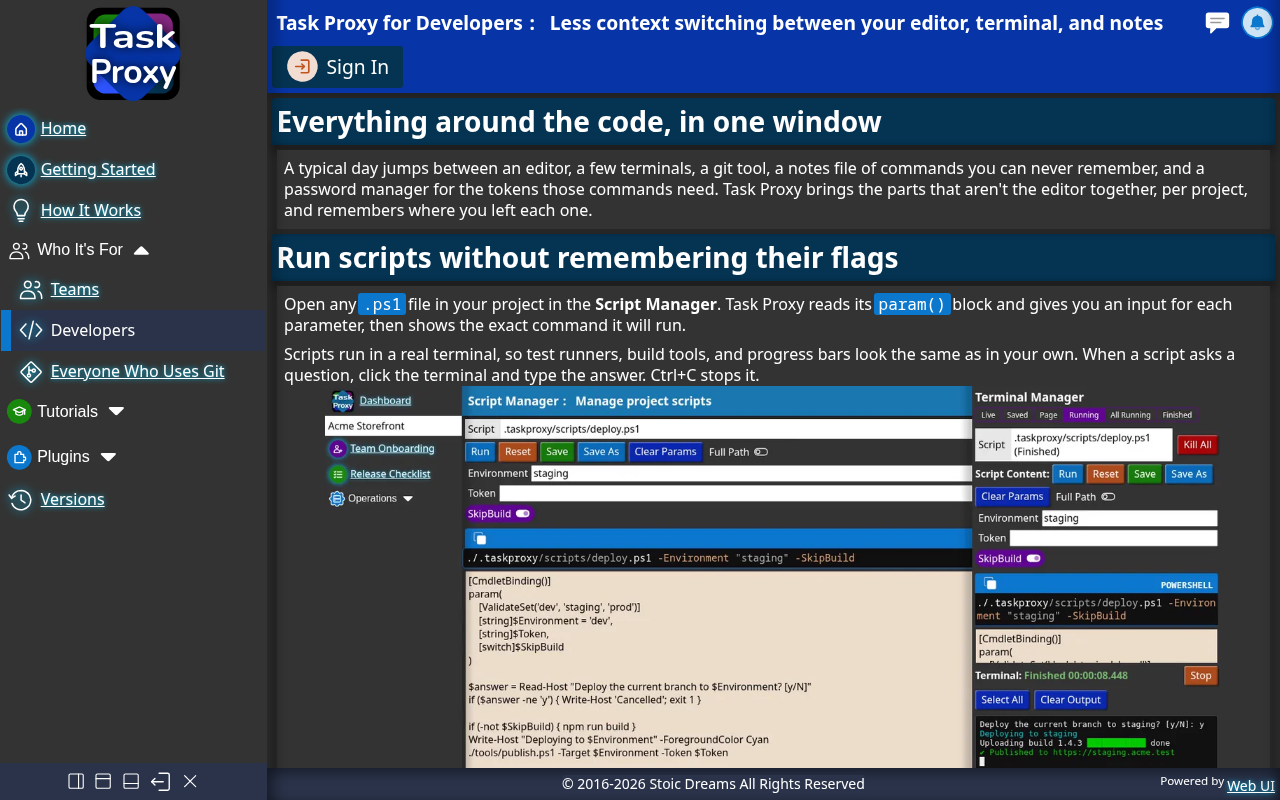 Task Proxy
Home
Getting Started
How It Works
Who It's For
Teams
Developers
Everyone Who Uses Git
Tutorials
Plugins
Versions
Task Proxy for Developers : Less context switching between your editor, terminal, and notes
Sign In
Everything around the code, in one window
A typical day jumps between an editor, a few terminals, a git tool, a notes file of commands you can never remember, and a
password manager for the tokens those commands need. Task Proxy brings the parts that aren't the editor together, per project,
and remembers where you left each one.
Run scripts without remembering their flags
Open any .ps1 file in your project in the Script Manager. Task Proxy reads its param() block and gives you an input for each
parameter, then shows the exact command it will run.
Scripts run in a real terminal, so test runners, build tools, and progress bars look the same as in your own. When a script asks a
question, click the terminal and type the answer. Ctrl+C stops it.
Task Proxy
Dashboard
Acme Storefront
Team Onboarding
Release Checklist
Operations
Script Manager : Manage project scripts
Script .taskproxy/scripts/deploy.ps1
Run Reset Save Save As Clear Params Full Path
Environment staging
Token
SkipBuild
./.taskproxy/scripts/deploy.ps1 -Environment "staging" -SkipBuild
[CmdletBinding()]
param(
[ValidateSet('dev', 'staging', 'prod')]
[string]$Environment = 'dev',
[string]$Token,
[switch]$SkipBuild
)
$answer = Read-Host "Deploy the current branch to $Environment? [y/N]"
if ($answer -ne 'y') { Write-Host 'Cancelled'; exit 1 }
if (-not $SkipBuild) { npm run build }
Write-Host "Deploying to $Environment" -ForegroundColor Cyan
./tools/publish.ps1 -Target $Environment -Token $Token
Terminal Manager
Live Saved Page Running All Running Finished
Script .taskproxy/scripts/deploy.ps1
(Finished)
Kill All
Script Content: Run Reset Save Save As
Clear Params Full Path
Environment staging
Token
SkipBuild
POWERSHELL
./.taskproxy/scripts/deploy.ps1 -Environ
ment "staging" -SkipBuild
[CmdletBinding()]
param(
Terminal: Finished 00:00:08.448 Stop
Select All Clear Output
Deploy the current branch to staging? [y/N]: y
Deploying to staging
Uploading build 1.4.3 done
✓ Published to https://staging.acme.test
© 2016-2026 Stoic Dreams All Rights Reserved
Powered by Web UI